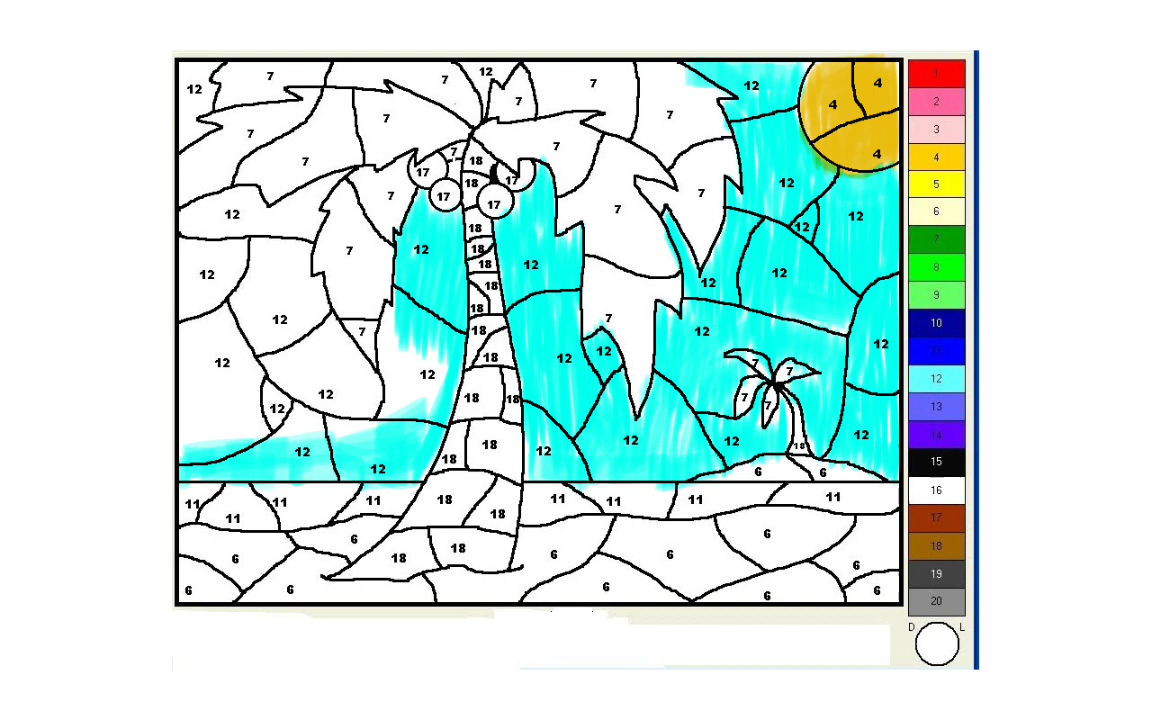 12 7 7 12 7 7 12 4 4
7 7 7 7 4
7 7 18 7
17 17 7 7 12
17 18 17
12 18 12 12
7 12 18 12
18
12 18 12 12
12 18 7
7 18 12 12
12 12 18 12 12 7 7
12 12 18 18 7 7
12 12 18 12 12 12 12
12 18 18 6 6
11 11 11 11 18 11 11 11 11
18
6 6 18 18 6 6 6
6 6 6 6 6 6
1
2
3
4
5
6
7
8
9
10
11
12
13
14
15
16
17
18
19
20
D L